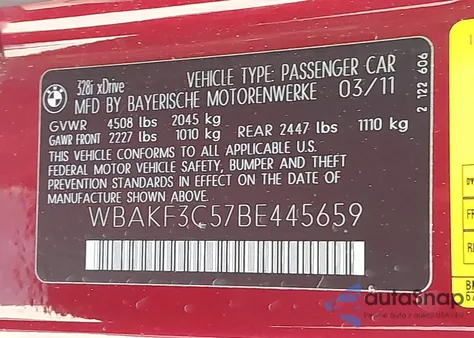 BMW
328i xDrive
VEHICLE TYPE: PASSENGER CAR
MFD BY BAYERISCHE MOTORENWERKE 03/11
GVWR 4508 lbs 2045 kg
GAWR FRONT 2227 lbs 1010 kg REAR 2447 lbs 1110 kg
THIS VEHICLE CONFORMS TO ALL APPLICABLE U.S.
FEDERAL MOTOR VEHICLE SAFETY, BUMPER AND THEFT
PREVENTION STANDARDS IN EFFECT ON THE DATE OF
MANUFACTURE SHOWN ABOVE.
WBAKF3C57BE445659
2 122 606
autoSnap